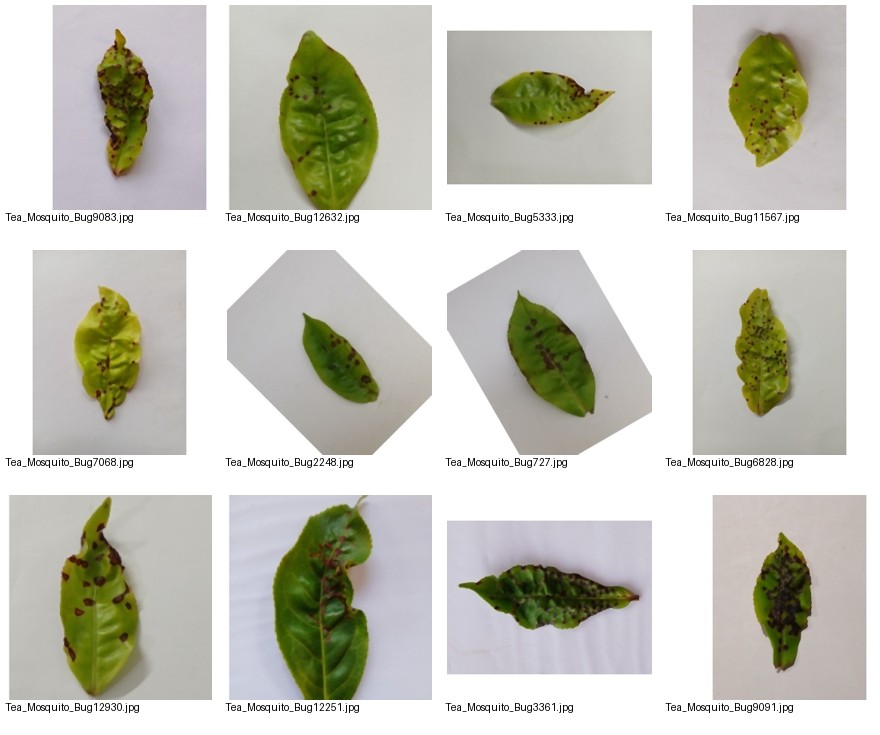 Tea_Mosquito_Bug9083.jpg
Tea_Mosquito_Bug12632.jpg
Tea_Mosquito_Bug5333.jpg
Tea_Mosquito_Bug11567.jpg
Tea_Mosquito_Bug7068.jpg
Tea_Mosquito_Bug2248.jpg
Tea_Mosquito_Bug727.jpg
Tea_Mosquito_Bug6828.jpg
Tea_Mosquito_Bug12930.jpg
Tea_Mosquito_Bug12251.jpg
Tea_Mosquito_Bug3361.jpg
Tea_Mosquito_Bug9091.jpg